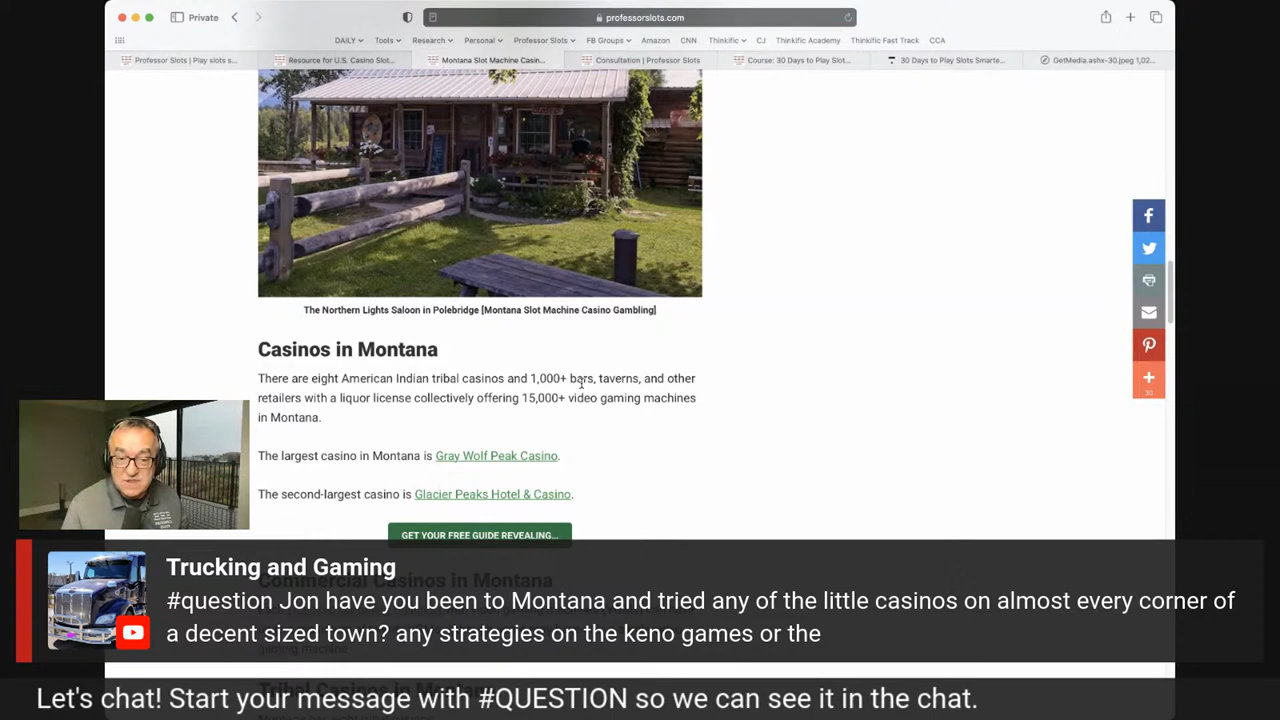 Private
professorslots.com
DAILY Tools Research Personal Professor Slots FB Groups Amazon CNN Thinkific CJ Thinkific Academy Thinkific Fast Track CCA
Professor Slots | Play slots s...
Resource for U.S. Casino Slot...
Montana Slot Machine Casin...
Consultation | Professor Slots
Course: 30 Days to Play Slot...
30 Days to Play Slots Smarte...
GetMedia.ashx-30.jpeg 1,02...
The Northern Lights Saloon in Polebridge [Montana Slot Machine Casino Gambling]
Casinos in Montana
There are eight American Indian tribal casinos and 1,000+ bars, taverns, and other
retailers with a liquor license collectively offering 15,000+ video gaming machines
in Montana.
The largest casino in Montana is Gray Wolf Peak Casino.
The second-largest casino is Glacier Peaks Hotel & Casino.
GET YOUR FREE GUIDE REVEALING...
Commercial Casinos in Montana
30
Trucking and Gaming
#question Jon have you been to Montana and tried any of the little casinos on almost every corner of
a decent sized town? any strategies on the keno games or the
gaming machine
Let's chat! Start your message with #QUESTION so we can see it in the chat.